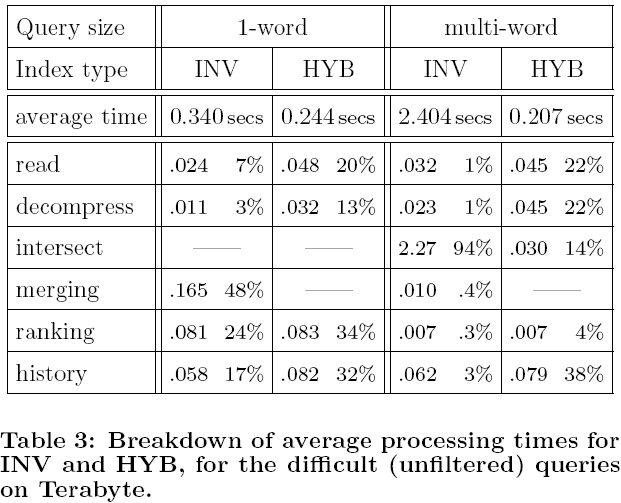 Query size 1-word multi-word
Index type INV HYB INV HYB
average time 0.340 secs 0.244 secs 2.404 secs 0.207 secs
read .024 7% .048 20% .032 1% .045 22%
decompress .011 3% .032 13% .023 1% .045 22%
intersect —— —— 2.27 94% .030 14%
merging .165 48% —— .010 .4% ——
ranking .081 24% .083 34% .007 .3% .007 4%
history .058 17% .082 32% .062 3% .079 38%
Table 3: Breakdown of average processing times for
INV and HYB, for the difficult (unfiltered) queries
on Terabyte.